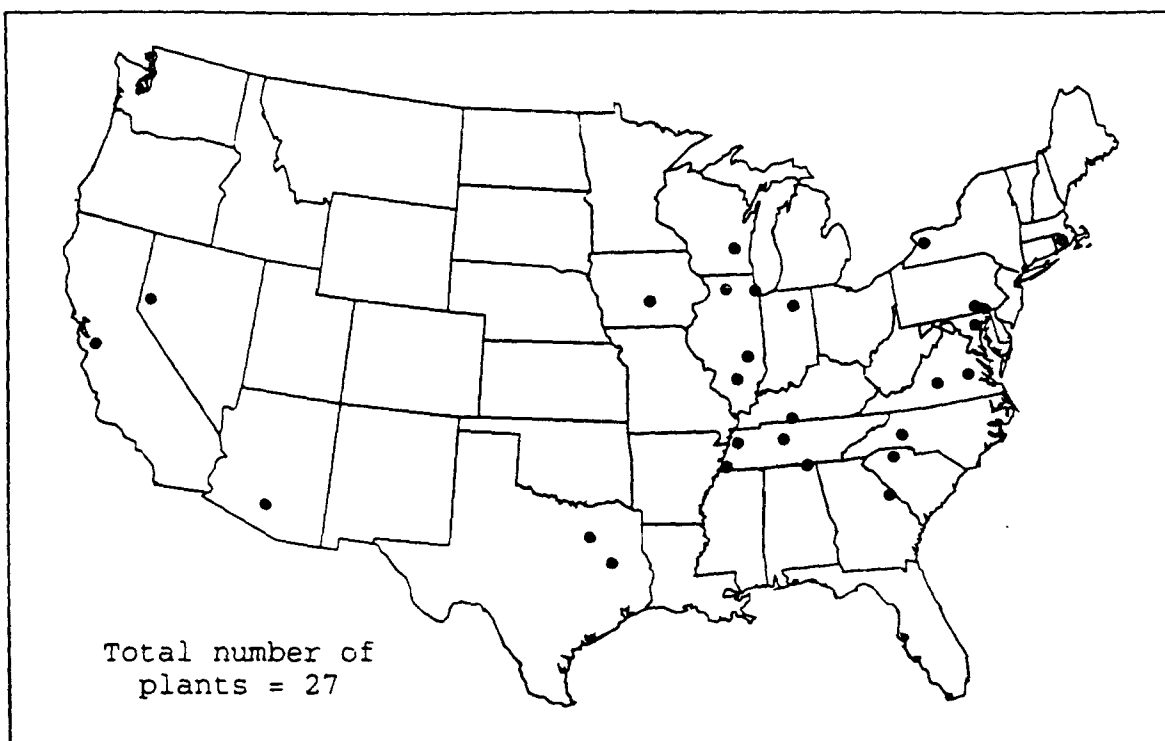 Total number of
plants = 27